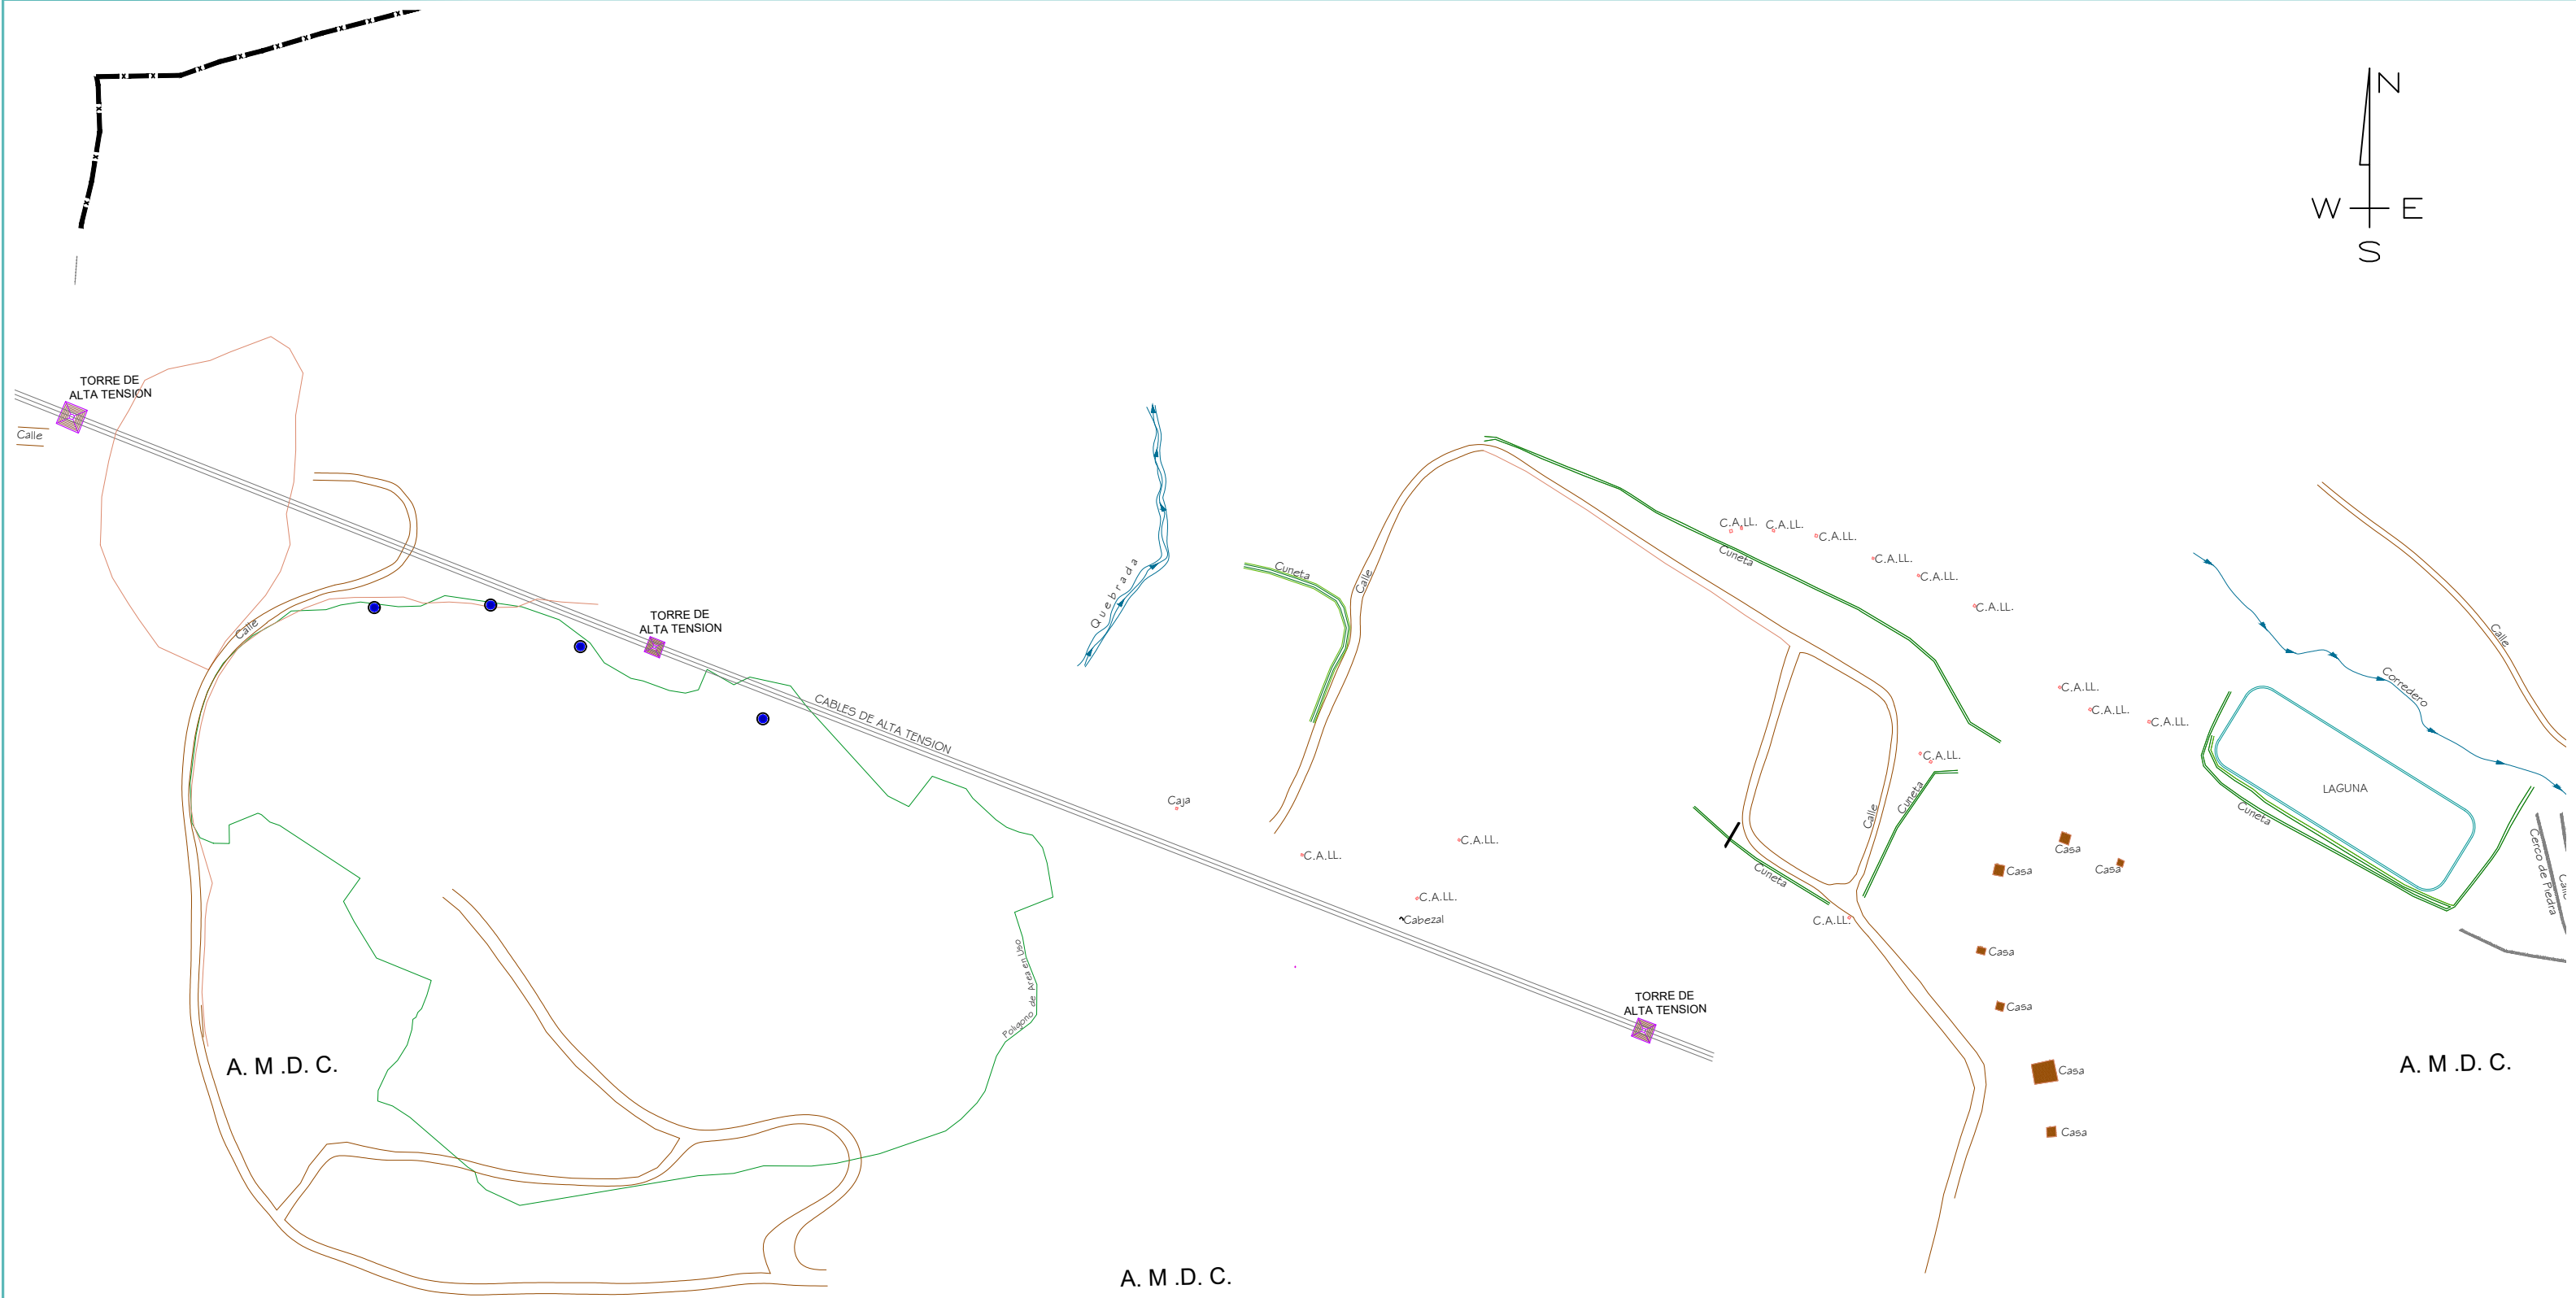 N
W E
S
TORRE DE
ALTA TENSION
Calle
Calle
TORRE DE
ALTA TENSION
CABLES DE ALTA TENSION
Quebrada
Cuneta
Calle
C.A.LL.
C.A.LL.
C.A.LL.
Cuneta
C.A.LL.
C.A.LL.
C.A.LL.
Calle
Corredero
C.A.LL.
C.A.LL.
C.A.LL.
C.A.LL.
LAGUNA
Cuneta
Cuneta
Calle
Caja
C.A.LL.
C.A.LL.
C.A.LL.
Cabezal
Cuneta
C.A.LL.
Casa
Casa
Casa
Cerco de Piedra
Casa
Casa
Casa
Casa
Poligono de Area en Uso
TORRE DE
ALTA TENSION
A. M .D. C.
A. M .D. C.
A. M .D. C.